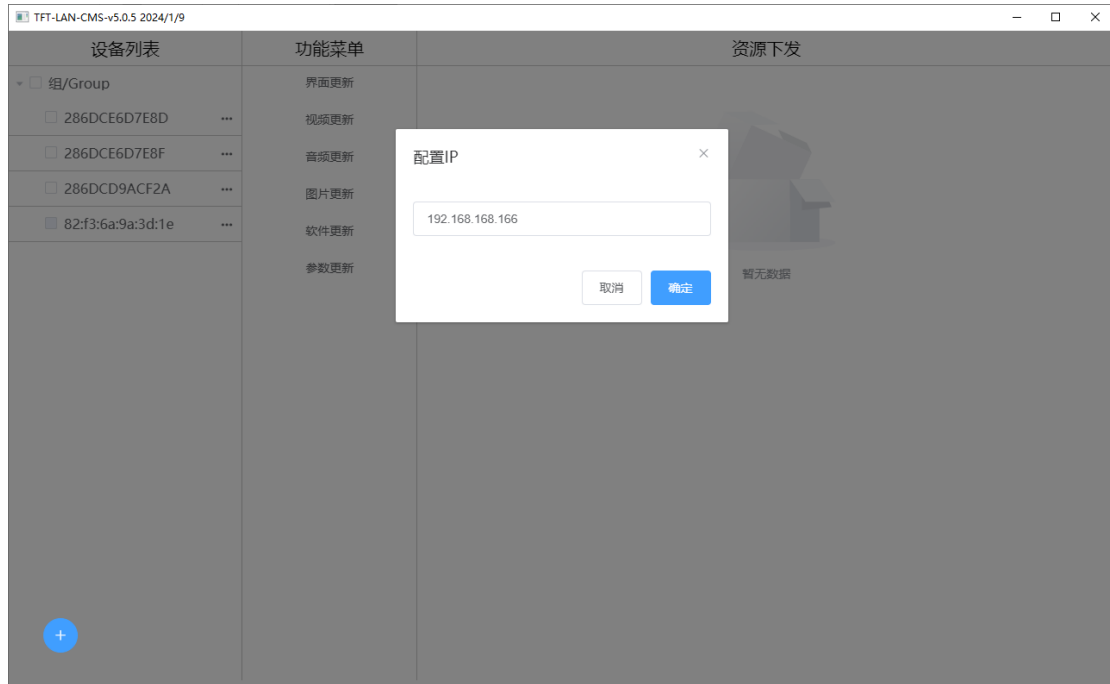 TFT-LAN-CMS-v5.0.5 2024/1/9
设备列表
功能菜单
资源下发
组/Group
286DCE6D7E8D
286DCE6D7E8F
286DCD9ACF2A
82:f3:6a:9a:3d:1e
界面更新
视频更新
音频更新
图片更新
软件更新
参数更新
配置IP
192.168.168.166
取消
确定
暂无数据